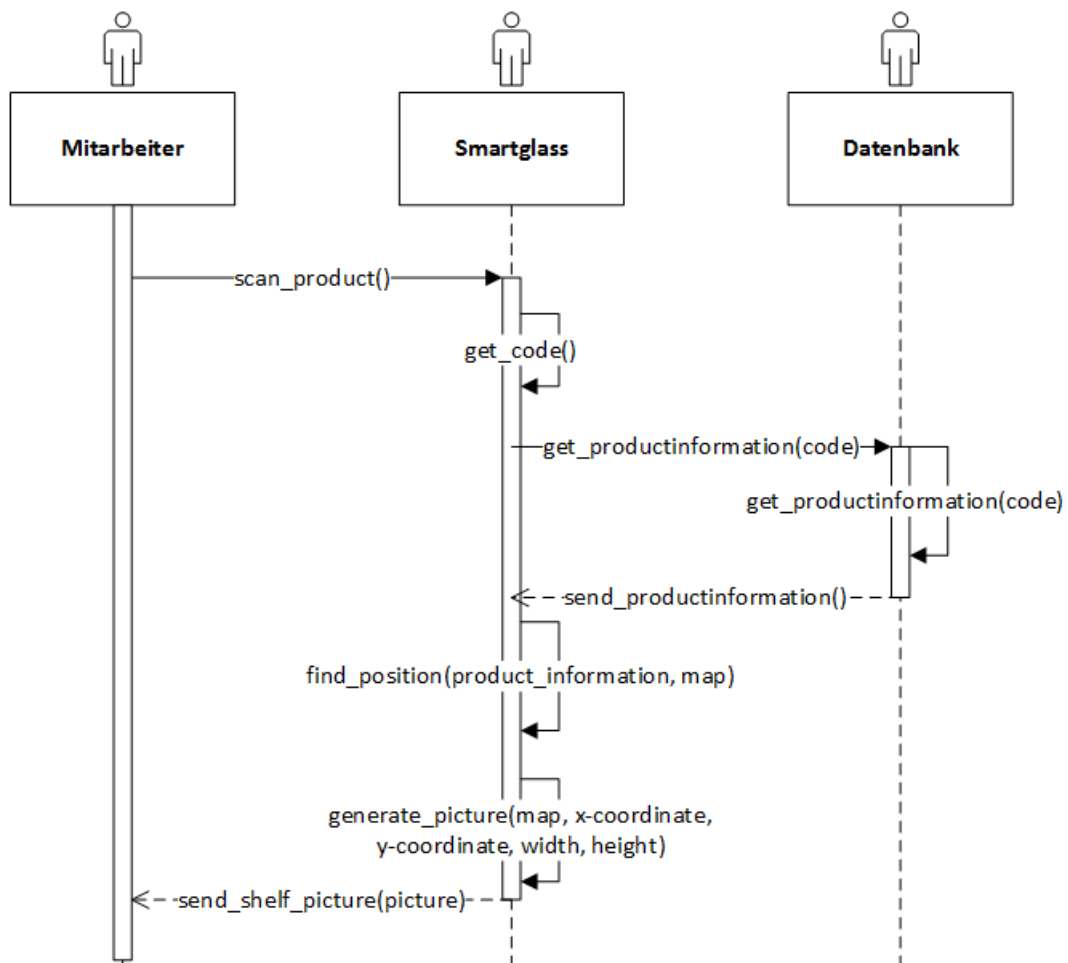 Mitarbeiter
Smartglass
Datenbank
scan_product()
get_code()
get_productinformation(code)
get_productinformation(code)
send_productinformation()
find_position(product_information, map)
generate_picture(map, x-coordinate,
y-coordinate, width, height)
send_shelf_picture(picture)